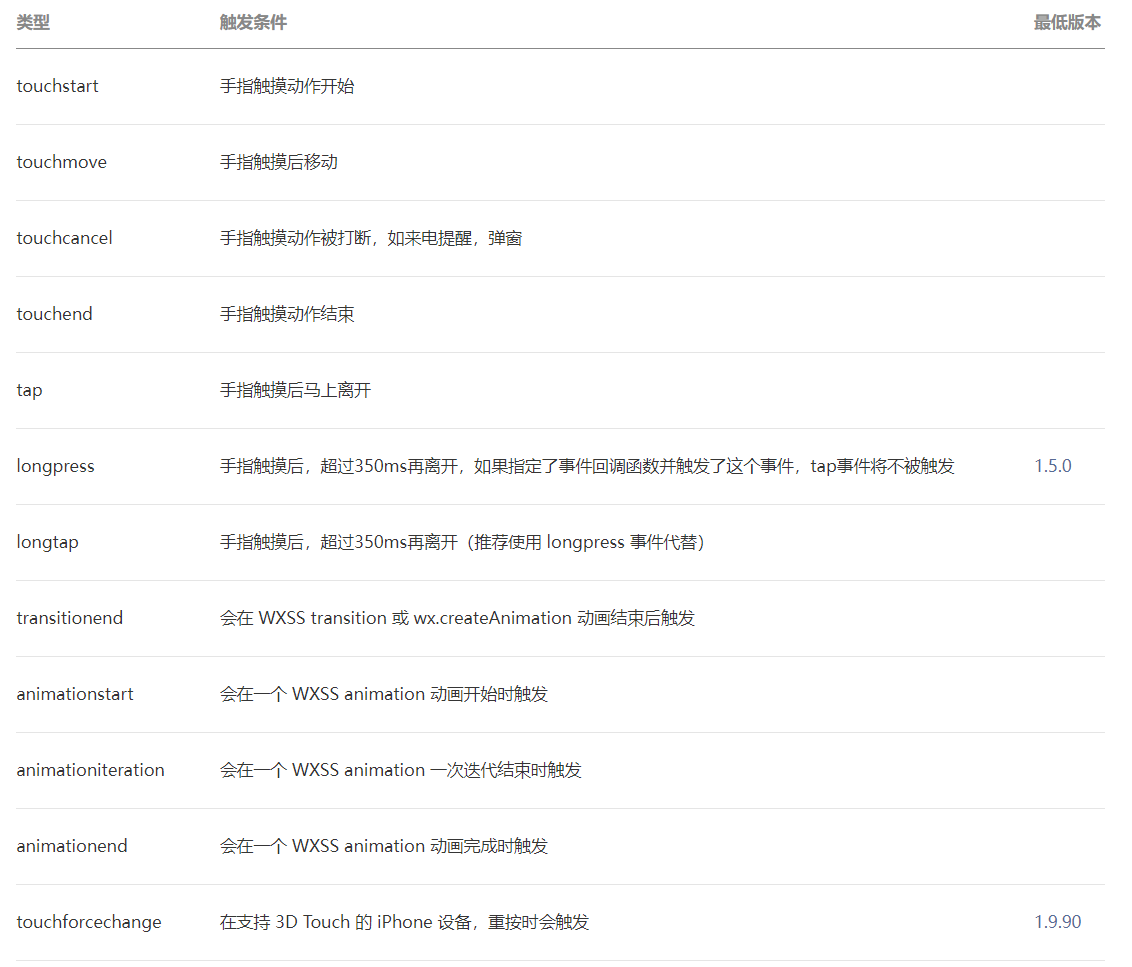 类型 触发条件 最低版本
touchstart 手指触摸动作开始
touchmove 手指触摸后移动
touchcancel 手指触摸动作被打断，如来电提醒，弹窗
touchend 手指触摸动作结束
tap 手指触摸后马上离开
longpress 手指触摸后，超过350ms再离开，如果指定了事件回调函数并触发了这个事件，tap事件将不被触发 1.5.0
longtap 手指触摸后，超过350ms再离开（推荐使用 longpress 事件代替）
transitionend 会在 WXSS transition 或 wx.createAnimation 动画结束后触发
animationstart 会在一个 WXSS animation 动画开始时触发
animationiteration 会在一个 WXSS animation 一次迭代结束时触发
animationend 会在一个 WXSS animation 动画完成时触发
touchforcechange 在支持 3D Touch 的 iPhone 设备，重按时会触发 1.9.90